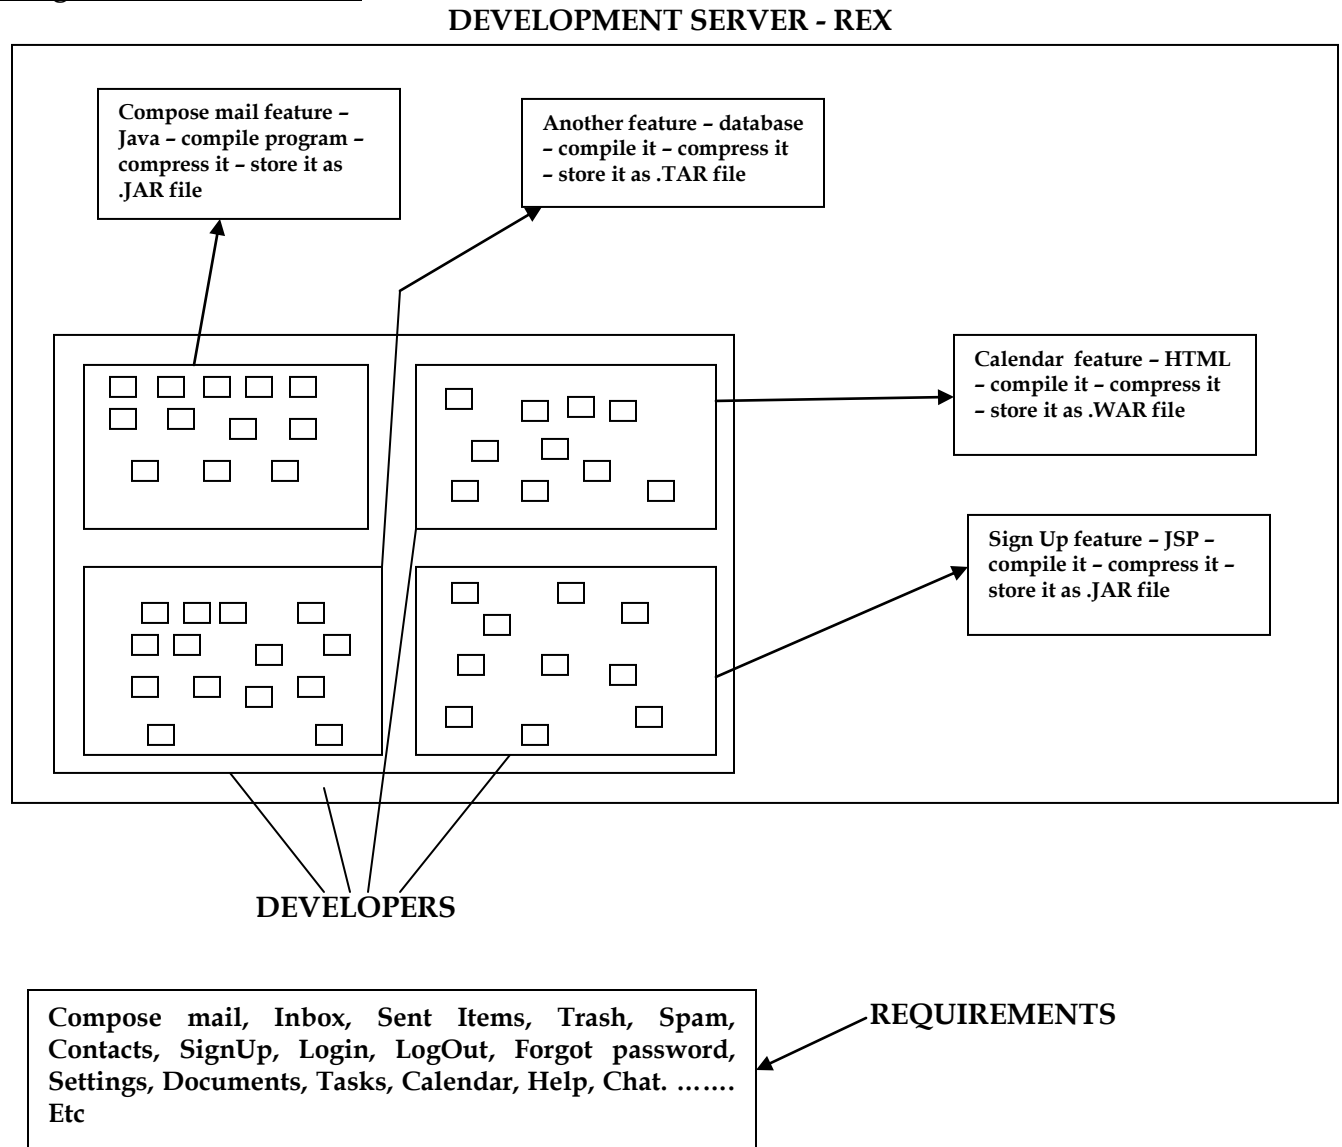 DEVELOPMENT SERVER - REX
Compose mail feature –
Java – compile program –
compress it – store it as
.JAR file
Another feature – database
– compile it – compress it
– store it as .TAR file
Calendar feature – HTML
– compile it – compress it
– store it as .WAR file
Sign Up feature – JSP –
compile it – compress it –
store it as .JAR file
DEVELOPERS
REQUIREMENTS
Compose mail, Inbox, Sent Items, Trash, Spam,
Contacts, SignUp, Login, LogOut, Forgot password,
Settings, Documents, Tasks, Calendar, Help, Chat. …….
Etc